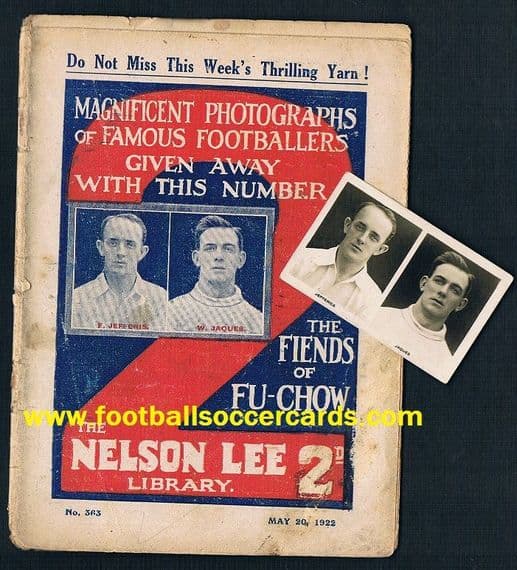 Do Not Miss This Week's Thrilling Yarn !
MAGNIFICENT PHOTOGRAPHS
OF FAMOUS FOOTBALLERS
GIVEN AWAY
WITH THIS NUMBER
2
F. JEFFERIS.
W. JAQUES.
JEFFERIS
JAQUES
THE
FIENDS
OF
FU-CHOW
www.footballsoccercards.com
THE
NELSON LEE
LIBRARY.
2D
No. 363
MAY 20, 1922